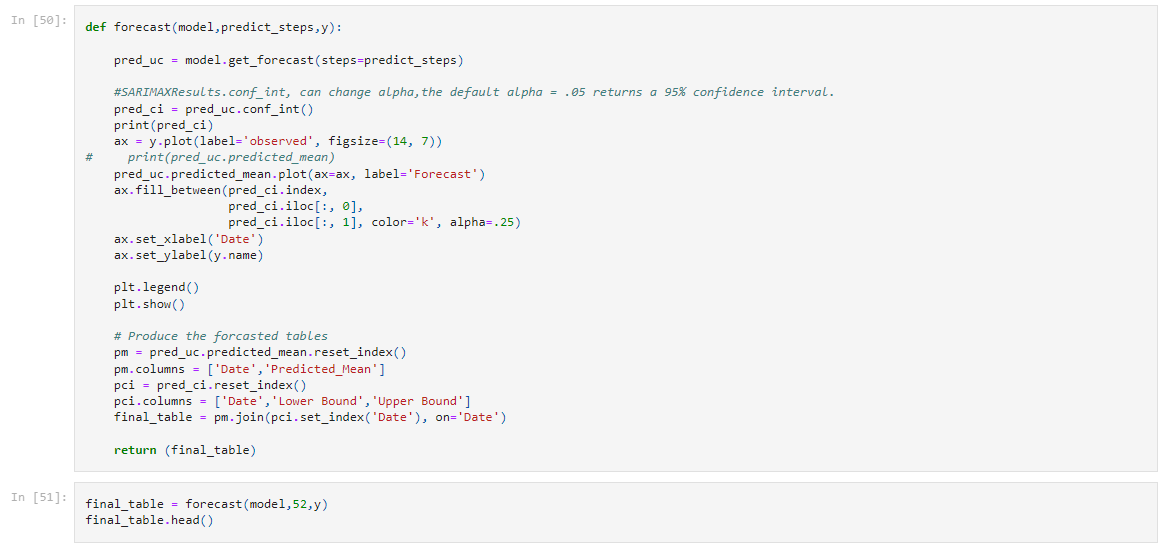 In [50]:
def forecast(model,predict_steps,y):
    pred_uc = model.get_forecast(steps=predict_steps)
    #SARIMAXResults.conf_int, can change alpha,the default alpha = .05 returns a 95% confidence interval.
    pred_ci = pred_uc.conf_int()
    print(pred_ci)
    ax = y.plot(label='observed', figsize=(14, 7))
#     print(pred_uc.predicted_mean)
    pred_uc.predicted_mean.plot(ax=ax, label='Forecast')
    ax.fill_between(pred_ci.index,
                    pred_ci.iloc[:, 0],
                    pred_ci.iloc[:, 1], color='k', alpha=.25)
    ax.set_xlabel('Date')
    ax.set_ylabel(y.name)
    plt.legend()
    plt.show()
    # Produce the forcasted tables
    pm = pred_uc.predicted_mean.reset_index()
    pm.columns = ['Date','Predicted_Mean']
    pci = pred_ci.reset_index()
    pci.columns = ['Date','Lower Bound','Upper Bound']
    final_table = pm.join(pci.set_index('Date'), on='Date')
    return (final_table)
In [51]:
final_table = forecast(model,52,y)
final_table.head()